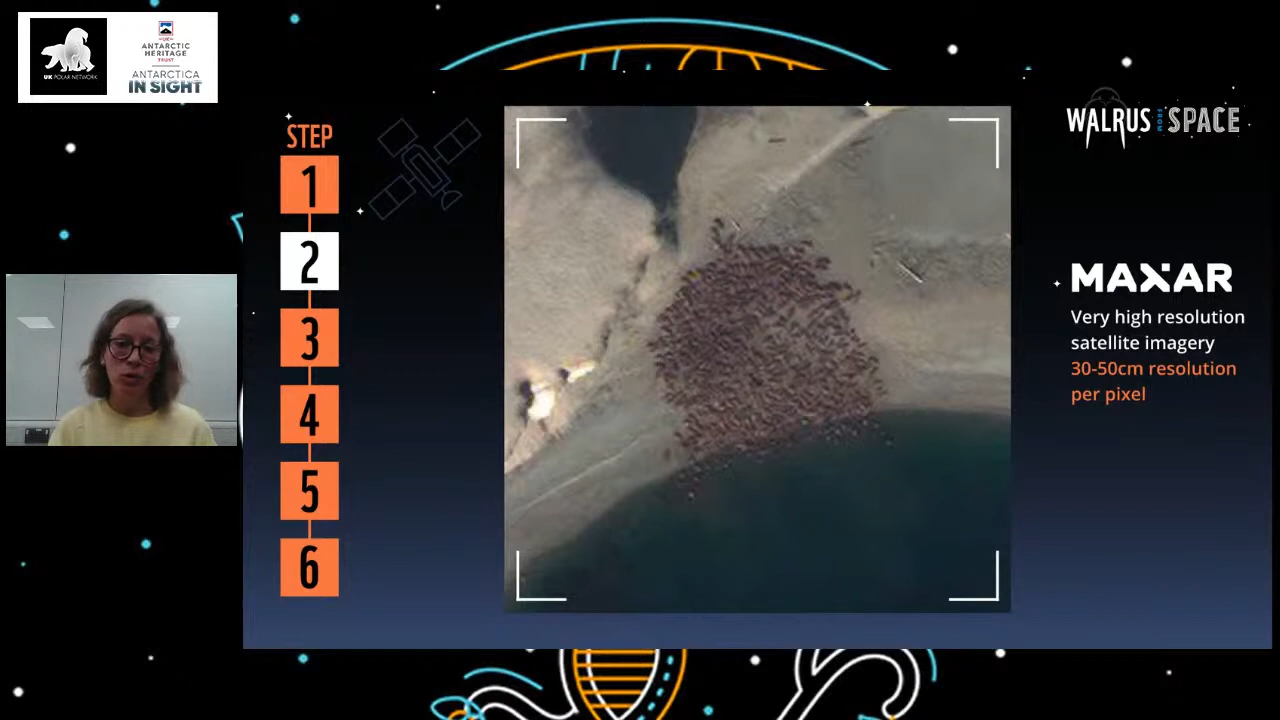 UK POLAR NETWORK
UK
ANTARCTIC
HERITAGE
TRUST
ANTARCTICA
IN SIGHT
STEP
1
2
3
4
5
6
WALRUS FROM SPACE
MAXAR
Very high resolution
satellite imagery
30-50cm resolution
per pixel